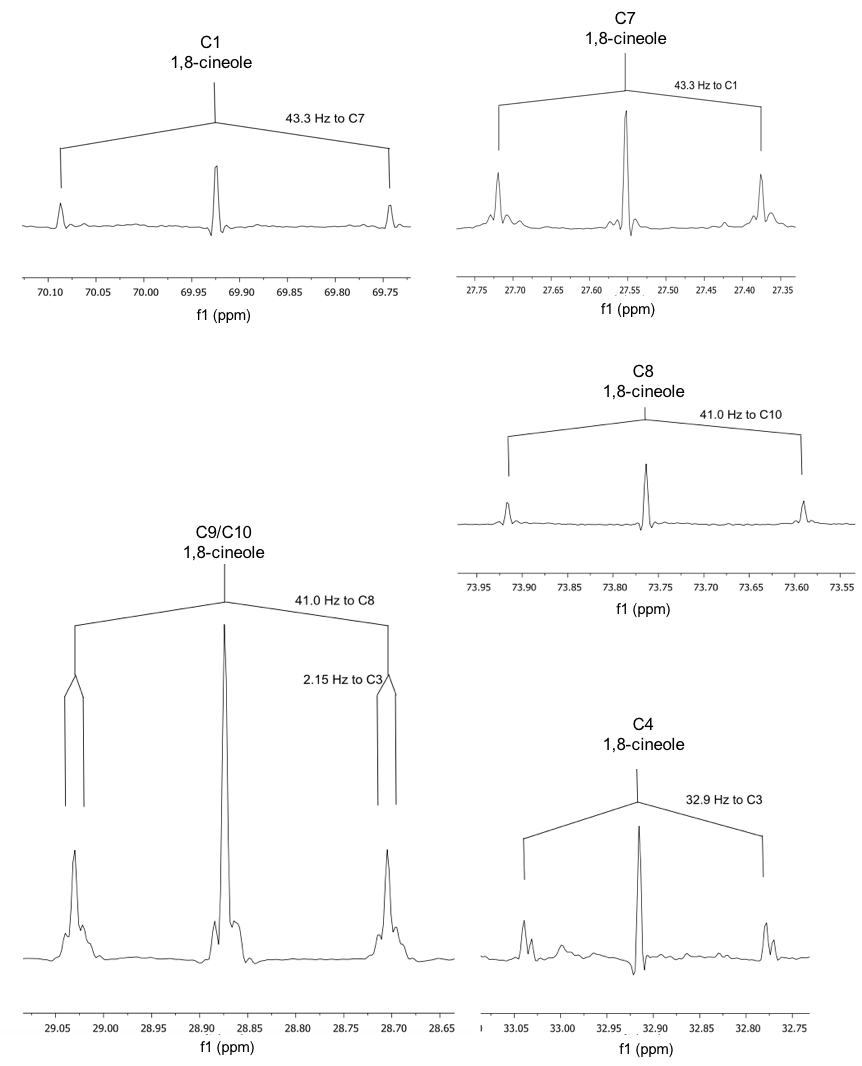 C1
1,8-cineole
43.3 Hz to C7
70.10 70.05 70.00 69.95 69.90 69.85 69.80 69.75
f1 (ppm)
C7
1,8-cineole
43.3 Hz to C1
27.75 27.70 27.65 27.60 27.55 27.50 27.45 27.40 27.35
f1 (ppm)
C8
1,8-cineole
41.0 Hz to C10
73.95 73.90 73.85 73.80 73.75 73.70 73.65 73.60 73.55
f1 (ppm)
C9/C10
1,8-cineole
41.0 Hz to C8
2.15 Hz to C3
29.05 29.00 28.95 28.90 28.85 28.80 28.75 28.70 28.65
f1 (ppm)
C4
1,8-cineole
32.9 Hz to C3
33.05 33.00 32.95 32.90 32.85 32.80 32.75
f1 (ppm)